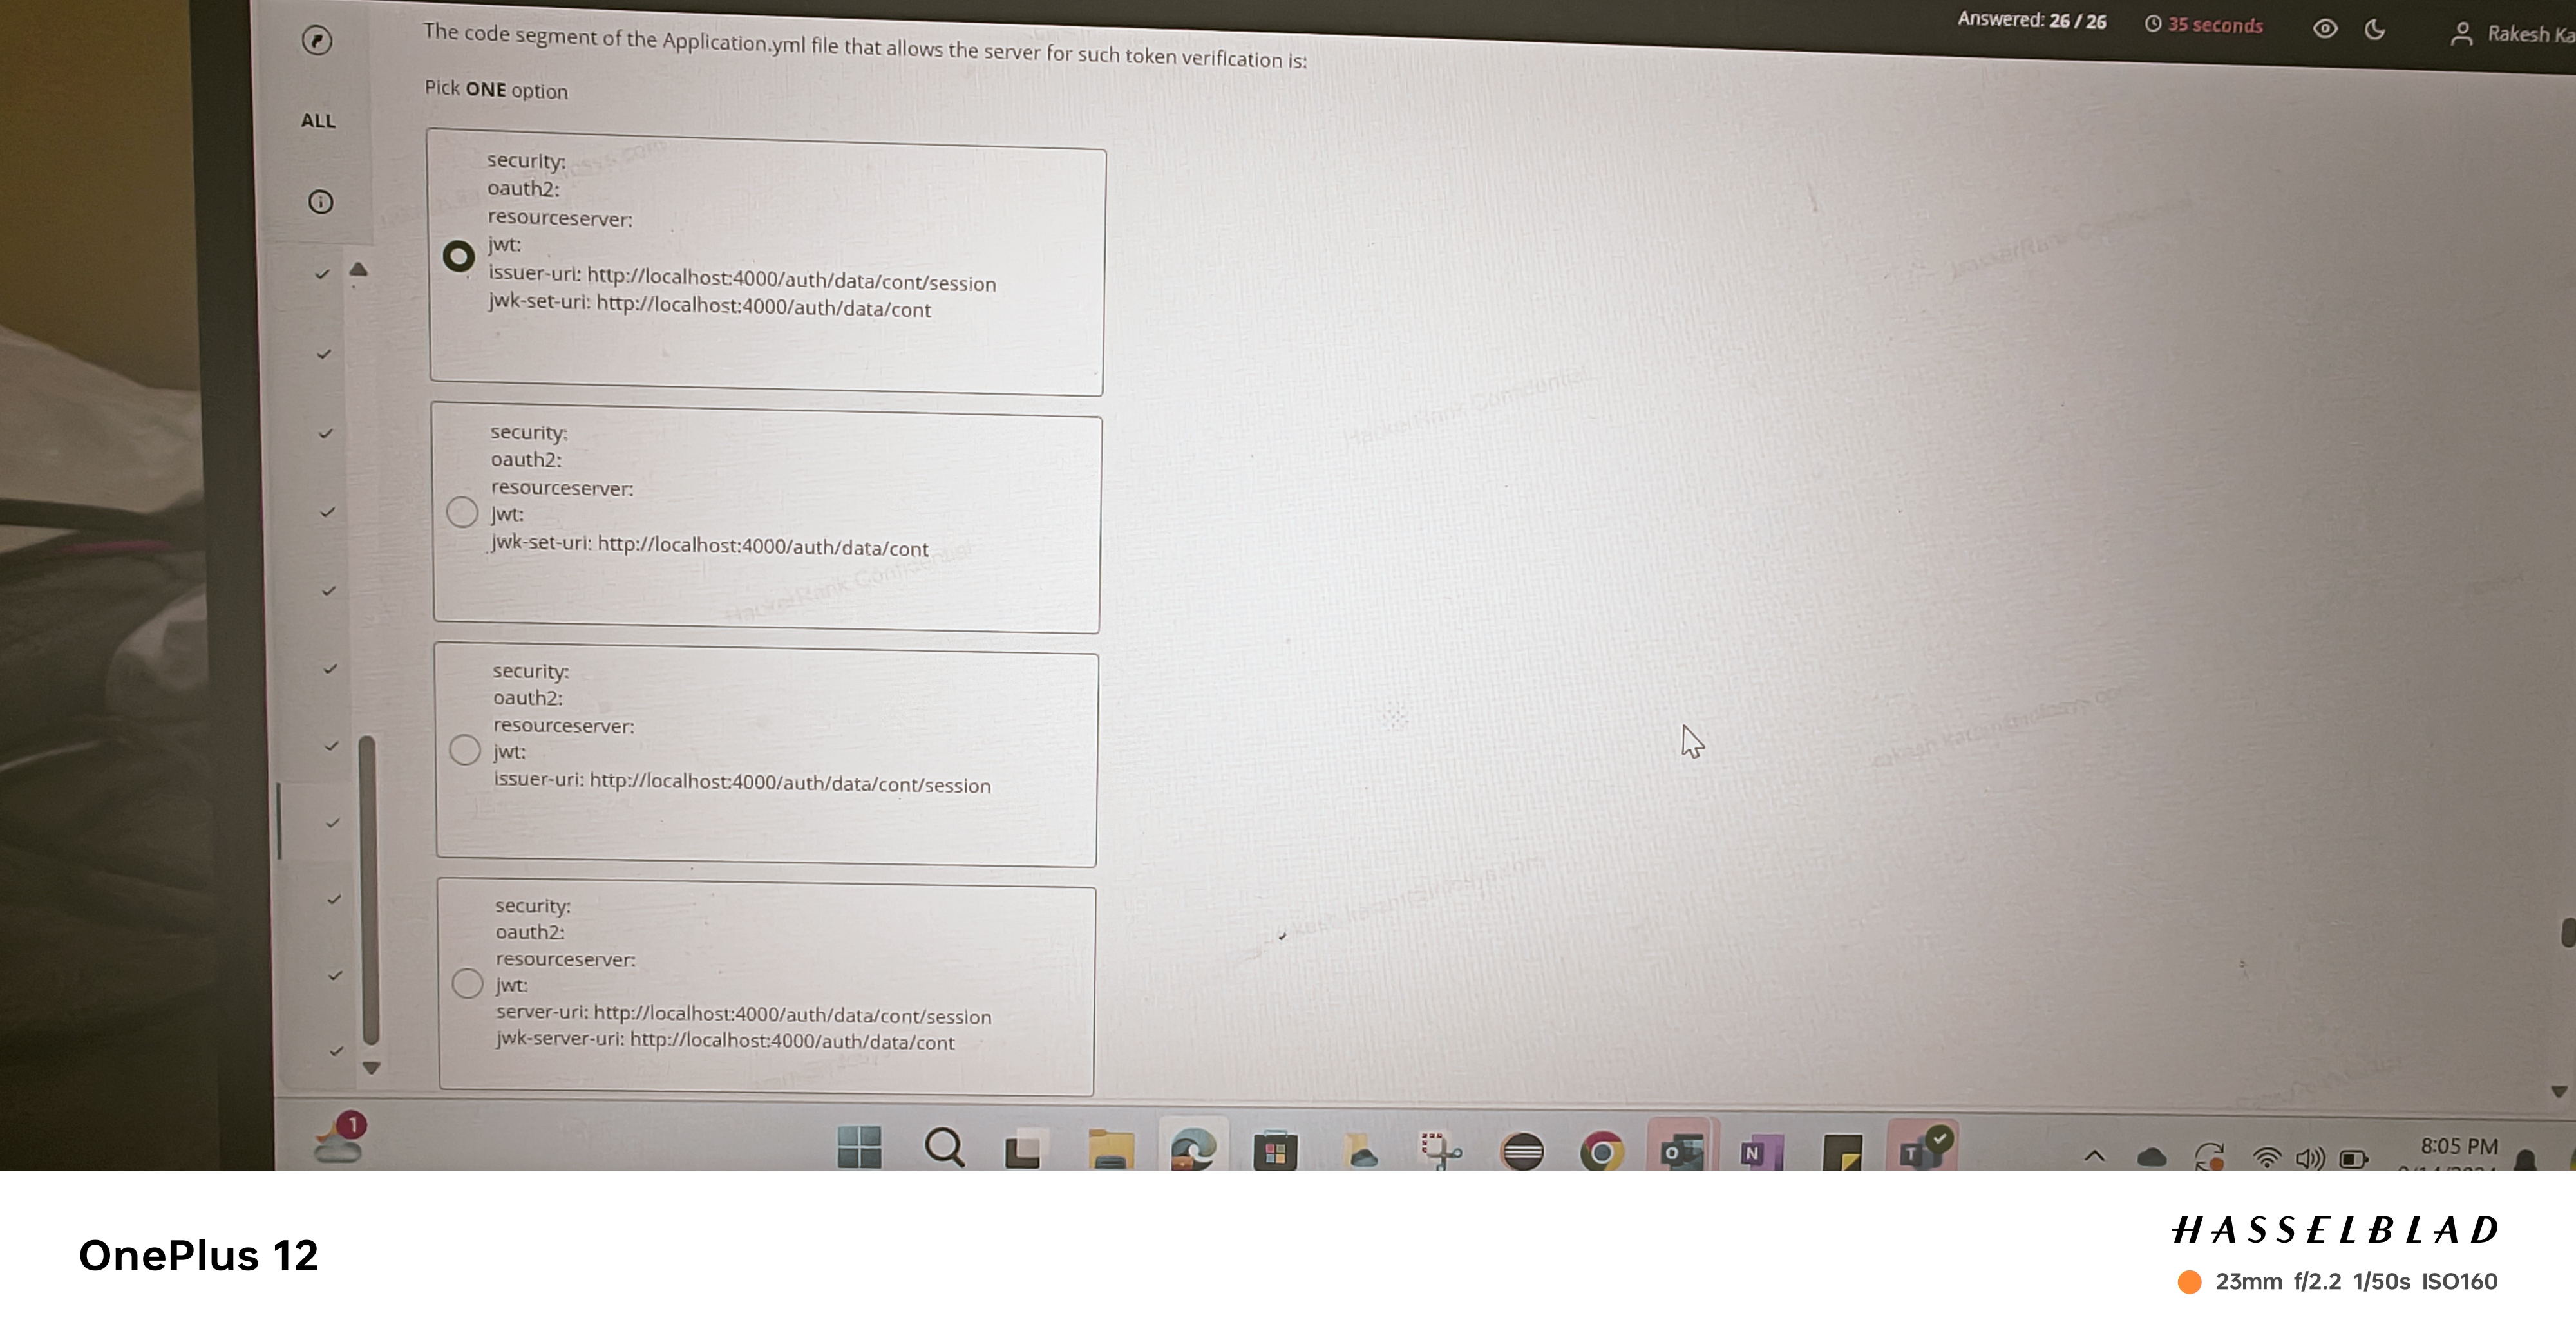 Answered: 26 / 26
35 seconds
Rakesh Ka
The code segment of the Application.yml file that allows the server for such token verification is:
Pick ONE option
ALL
security:
oauth2:
resourceserver:
jwt:
issuer-uri: http://localhost:4000/auth/data/cont/session
jwk-set-uri: http://localhost:4000/auth/data/cont
security:
oauth2:
resourceserver:
jwt:
jwk-set-uri: http://localhost:4000/auth/data/cont
HackerRank Confidential
HackerRank Confidential
security:
oauth2:
resourceserver:
jwt:
issuer-uri: http://localhost:4000/auth/data/cont/session
security:
oauth2:
resourceserver:
jwt:
server-uri: http://localhost:4000/auth/data/cont/session
jwk-server-uri: http://localhost:4000/auth/data/cont
1
O
N
T
8:05 PM
OnePlus 12
HASSELBLAD
23mm f/2.2 1/50s ISO160